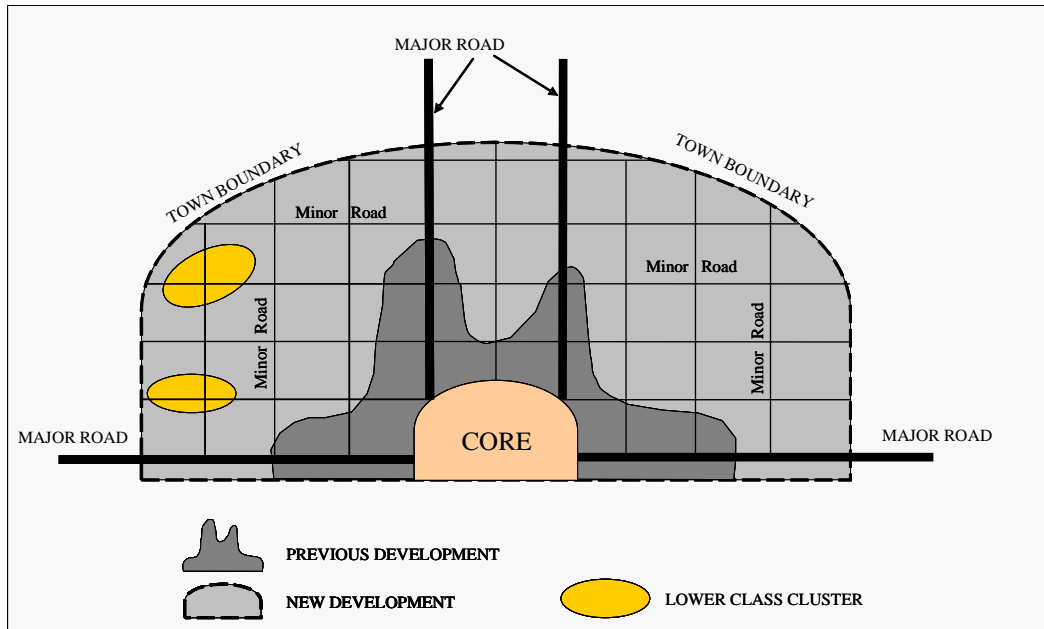 MAJOR ROAD
TOWN BOUNDARY
TOWN BOUNDARY
Minor Road
Minor Road
Minor Road
Minor Road
MAJOR ROAD
CORE
MAJOR ROAD
PREVIOUS DEVELOPMENT
NEW DEVELOPMENT
LOWER CLASS CLUSTER